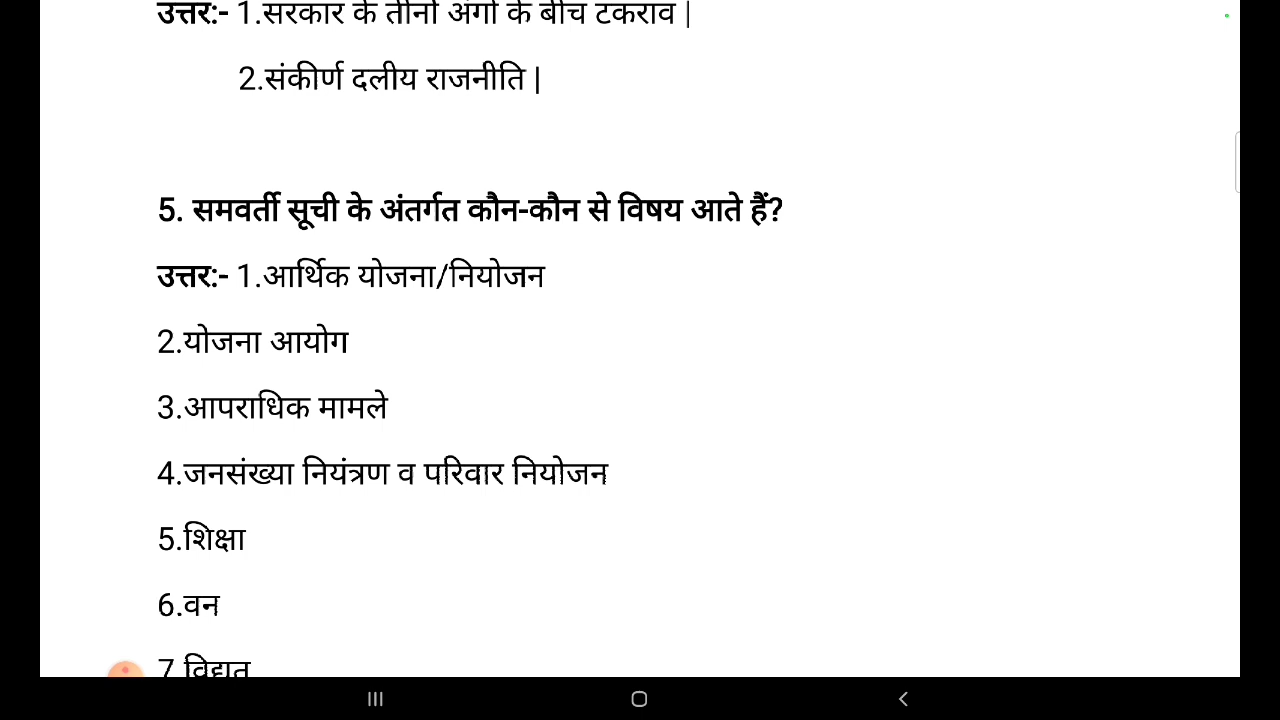 उत्तर:- 1.सरकार के तीनों अंगों के बीच टकराव |
2.संकीर्ण दलीय राजनीति |
5. समवर्ती सूची के अंतर्गत कौन-कौन से विषय आते हैं?
उत्तर:- 1.आर्थिक योजना/नियोजन
2.योजना आयोग
3.आपराधिक मामले
4.जनसंख्या नियंत्रण व परिवार नियोजन
5.शिक्षा
6.वन
7.विद्युत